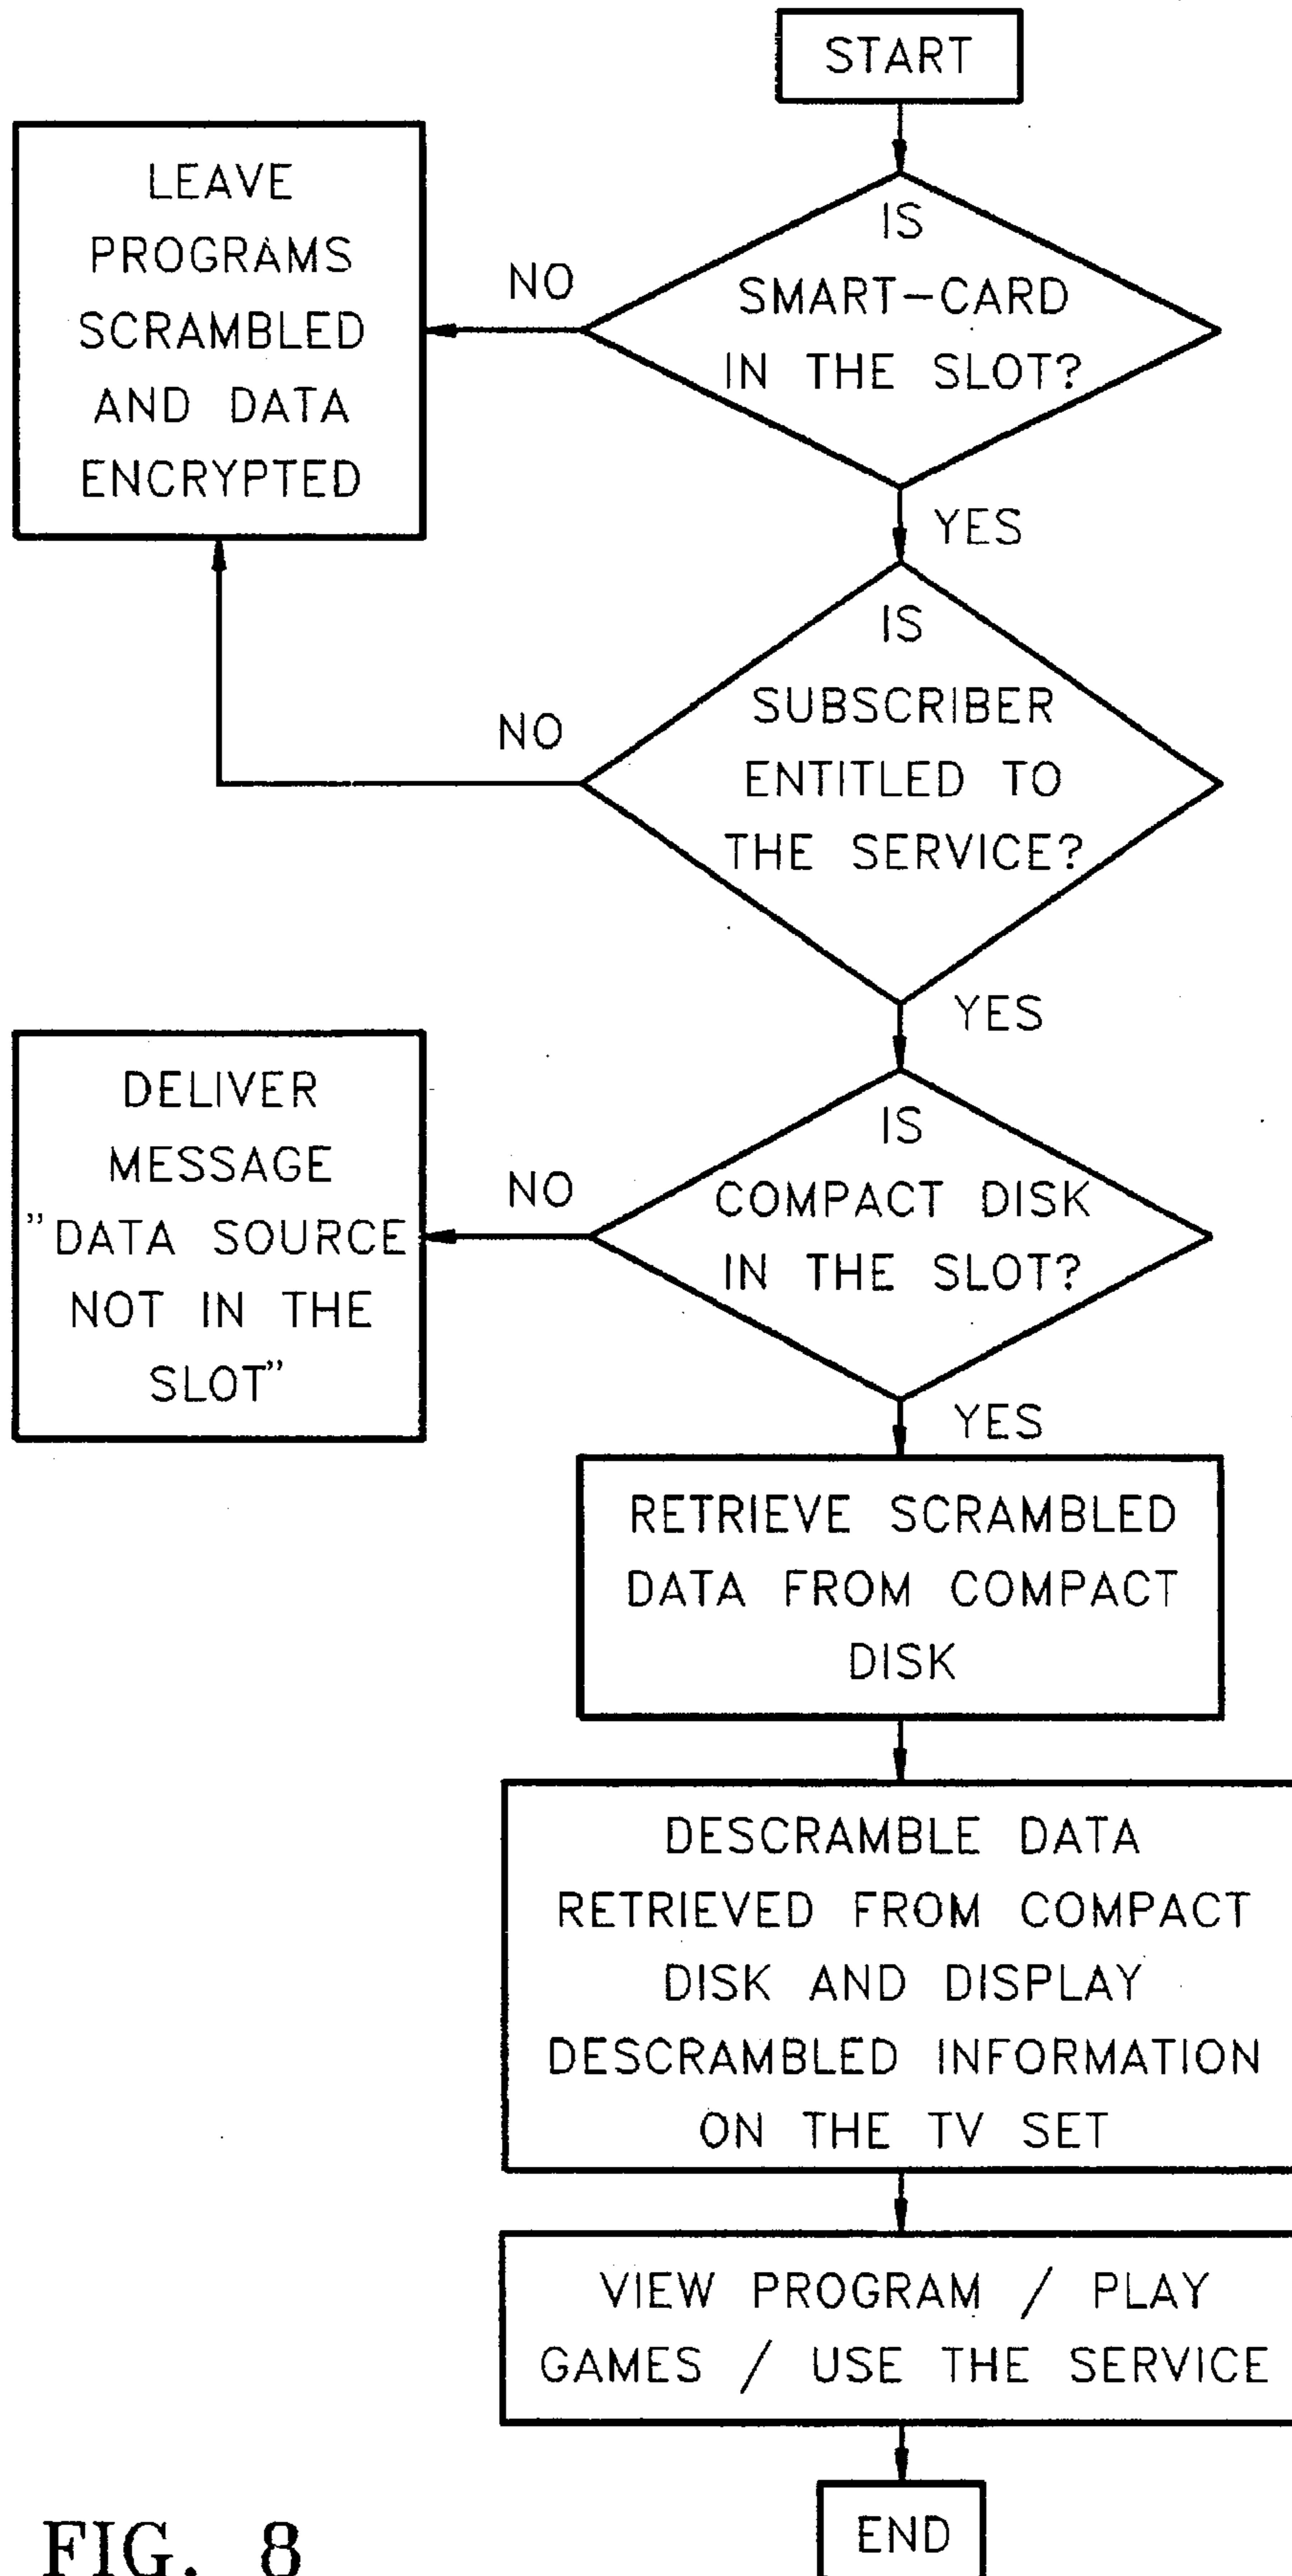 START
IS
SMART-CARD
IN THE SLOT?
NO
LEAVE
PROGRAMS
SCRAMBLED
AND DATA
ENCRYPTED
YES
IS
SUBSCRIBER
ENTITLED TO
THE SERVICE?
NO
YES
IS
COMPACT DISK
IN THE SLOT?
NO
DELIVER
MESSAGE
"DATA SOURCE
NOT IN THE
SLOT"
YES
RETRIEVE SCRAMBLED
DATA FROM COMPACT
DISK
DESCRAMBLE DATA
RETRIEVED FROM COMPACT
DISK AND DISPLAY
DESCRAMBLED INFORMATION
ON THE TV SET
VIEW PROGRAM / PLAY
GAMES / USE THE SERVICE
END
FIG. 8